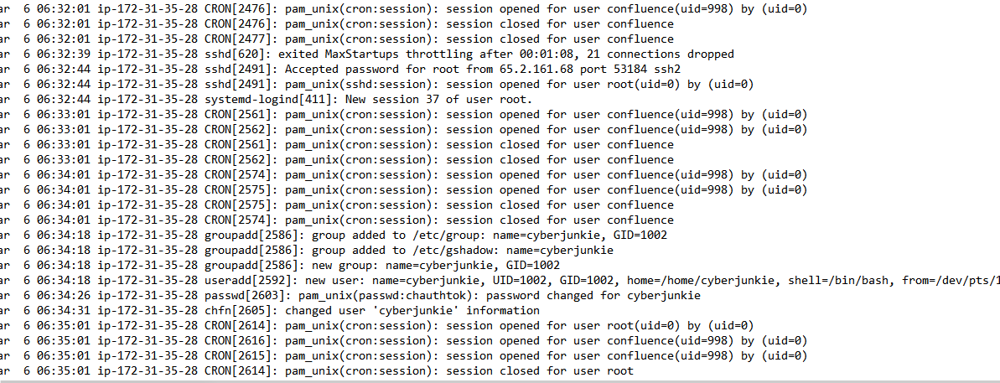 ar  6 06:32:01 ip-172-31-35-28 CRON[2476]: pam_unix(cron:session): session opened for user confluence(uid=998) by (uid=0)
ar  6 06:32:01 ip-172-31-35-28 CRON[2476]: pam_unix(cron:session): session closed for user confluence
ar  6 06:32:01 ip-172-31-35-28 CRON[2477]: pam_unix(cron:session): session closed for user confluence
ar  6 06:32:39 ip-172-31-35-28 sshd[620]: exited MaxStartups throttling after 00:01:08, 21 connections dropped
ar  6 06:32:44 ip-172-31-35-28 sshd[2491]: Accepted password for root from 65.2.161.68 port 53184 ssh2
ar  6 06:32:44 ip-172-31-35-28 sshd[2491]: pam_unix(sshd:session): session opened for user root(uid=0) by (uid=0)
ar  6 06:32:44 ip-172-31-35-28 systemd-logind[411]: New session 37 of user root.
ar  6 06:33:01 ip-172-31-35-28 CRON[2561]: pam_unix(cron:session): session opened for user confluence(uid=998) by (uid=0)
ar  6 06:33:01 ip-172-31-35-28 CRON[2562]: pam_unix(cron:session): session opened for user confluence(uid=998) by (uid=0)
ar  6 06:33:01 ip-172-31-35-28 CRON[2561]: pam_unix(cron:session): session closed for user confluence
ar  6 06:33:01 ip-172-31-35-28 CRON[2562]: pam_unix(cron:session): session closed for user confluence
ar  6 06:34:01 ip-172-31-35-28 CRON[2574]: pam_unix(cron:session): session opened for user confluence(uid=998) by (uid=0)
ar  6 06:34:01 ip-172-31-35-28 CRON[2575]: pam_unix(cron:session): session opened for user confluence(uid=998) by (uid=0)
ar  6 06:34:01 ip-172-31-35-28 CRON[2575]: pam_unix(cron:session): session closed for user confluence
ar  6 06:34:01 ip-172-31-35-28 CRON[2574]: pam_unix(cron:session): session closed for user confluence
ar  6 06:34:18 ip-172-31-35-28 groupadd[2586]: group added to /etc/group: name=cyberjunkie, GID=1002
ar  6 06:34:18 ip-172-31-35-28 groupadd[2586]: group added to /etc/gshadow: name=cyberjunkie
ar  6 06:34:18 ip-172-31-35-28 groupadd[2586]: new group: name=cyberjunkie, GID=1002
ar  6 06:34:18 ip-172-31-35-28 useradd[2592]: new user: name=cyberjunkie, UID=1002, GID=1002, home=/home/cyberjunkie, shell=/bin/bash, from=/dev/pts/1
ar  6 06:34:26 ip-172-31-35-28 passwd[2603]: pam_unix(passwd:chauthtok): password changed for cyberjunkie
ar  6 06:34:31 ip-172-31-35-28 chfn[2605]: changed user 'cyberjunkie' information
ar  6 06:35:01 ip-172-31-35-28 CRON[2614]: pam_unix(cron:session): session opened for user root(uid=0) by (uid=0)
ar  6 06:35:01 ip-172-31-35-28 CRON[2616]: pam_unix(cron:session): session opened for user confluence(uid=998) by (uid=0)
ar  6 06:35:01 ip-172-31-35-28 CRON[2615]: pam_unix(cron:session): session opened for user confluence(uid=998) by (uid=0)
ar  6 06:35:01 ip-172-31-35-28 CRON[2614]: pam_unix(cron:session): session closed for user root